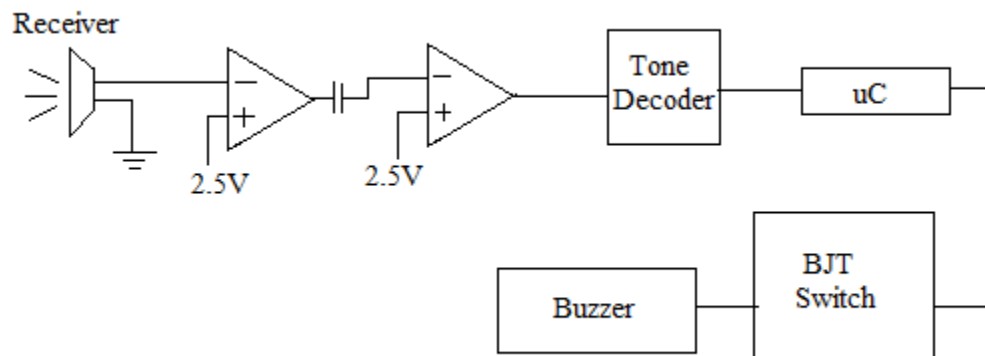 Receiver
Tone
Decoder
uC
−
+
2.5V
−
+
2.5V
BJT
Switch
Buzzer